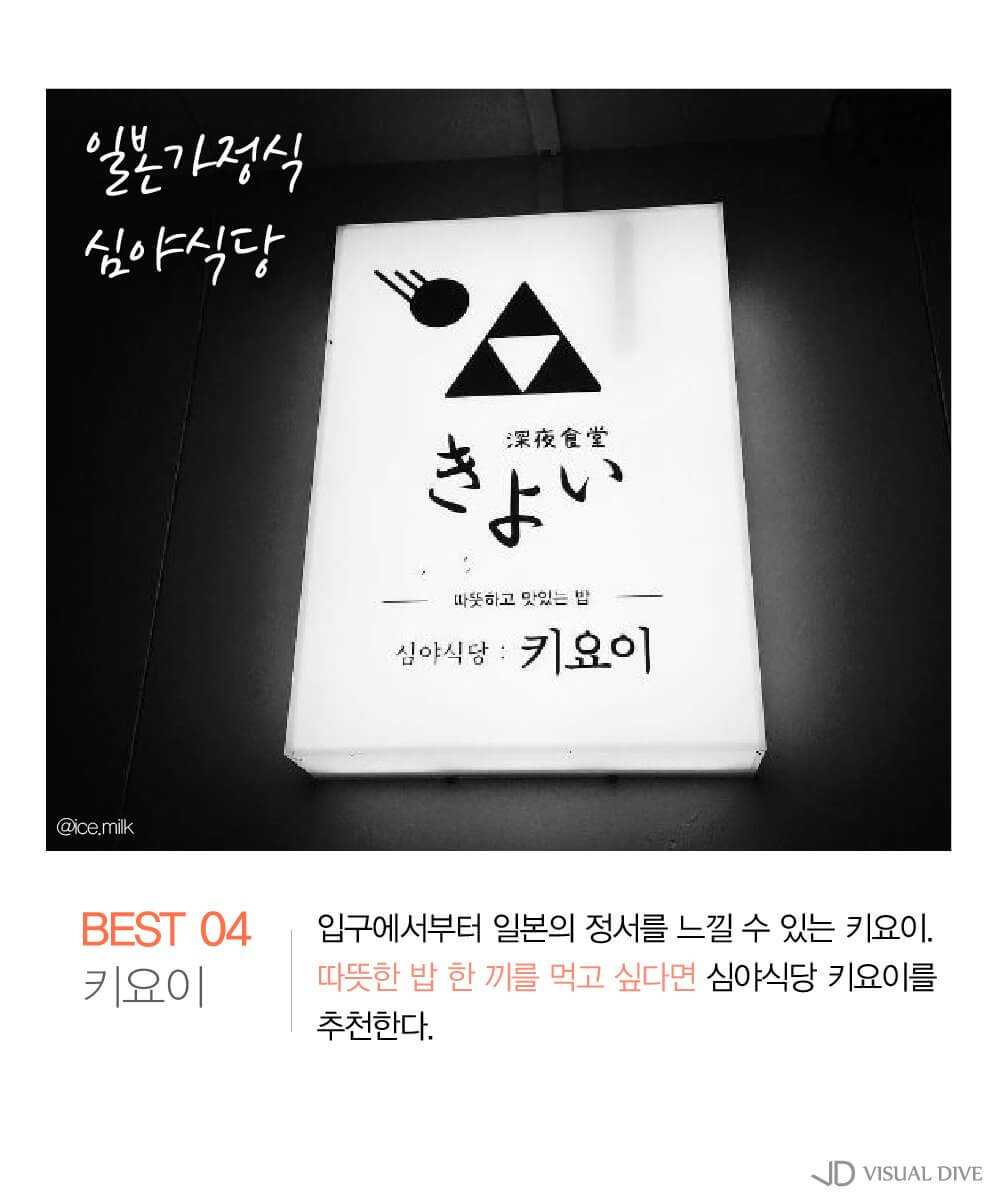 일본가정식
심야식당
深夜食堂
きよい
따뜻하고 맛있는 밥
심야식당 : 키요이
@ice.milk
BEST 04
키요이
입구에서부터 일본의 정서를 느낄 수 있는 키요이.
따뜻한 밥 한 끼를 먹고 싶다면 심야식당 키요이를
추천한다.
VISUAL DIVE